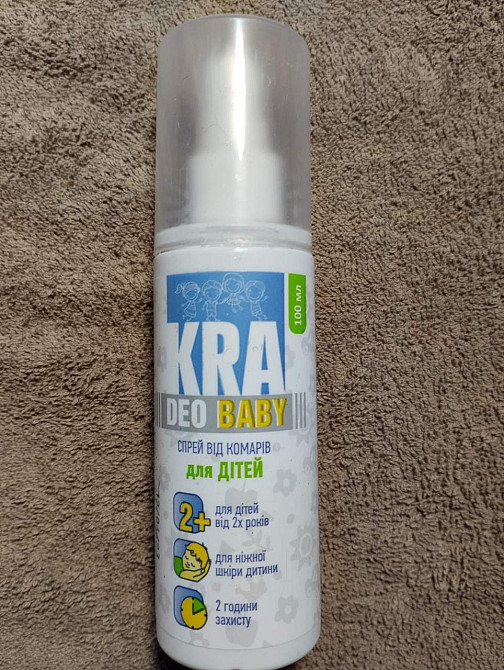 100 мл
KRA
DEO BABY
СПРЕЙ ВІД КОМАРІВ
для ДІТЕЙ
2+
для дітей
від 2х років
для ніжної
шкіри дитини
2 години
захисту